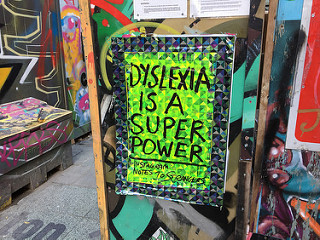 DYSLEXIA
IS A
SUPER
POWER
INSTAGRAM
NOTES TO STRANGERS